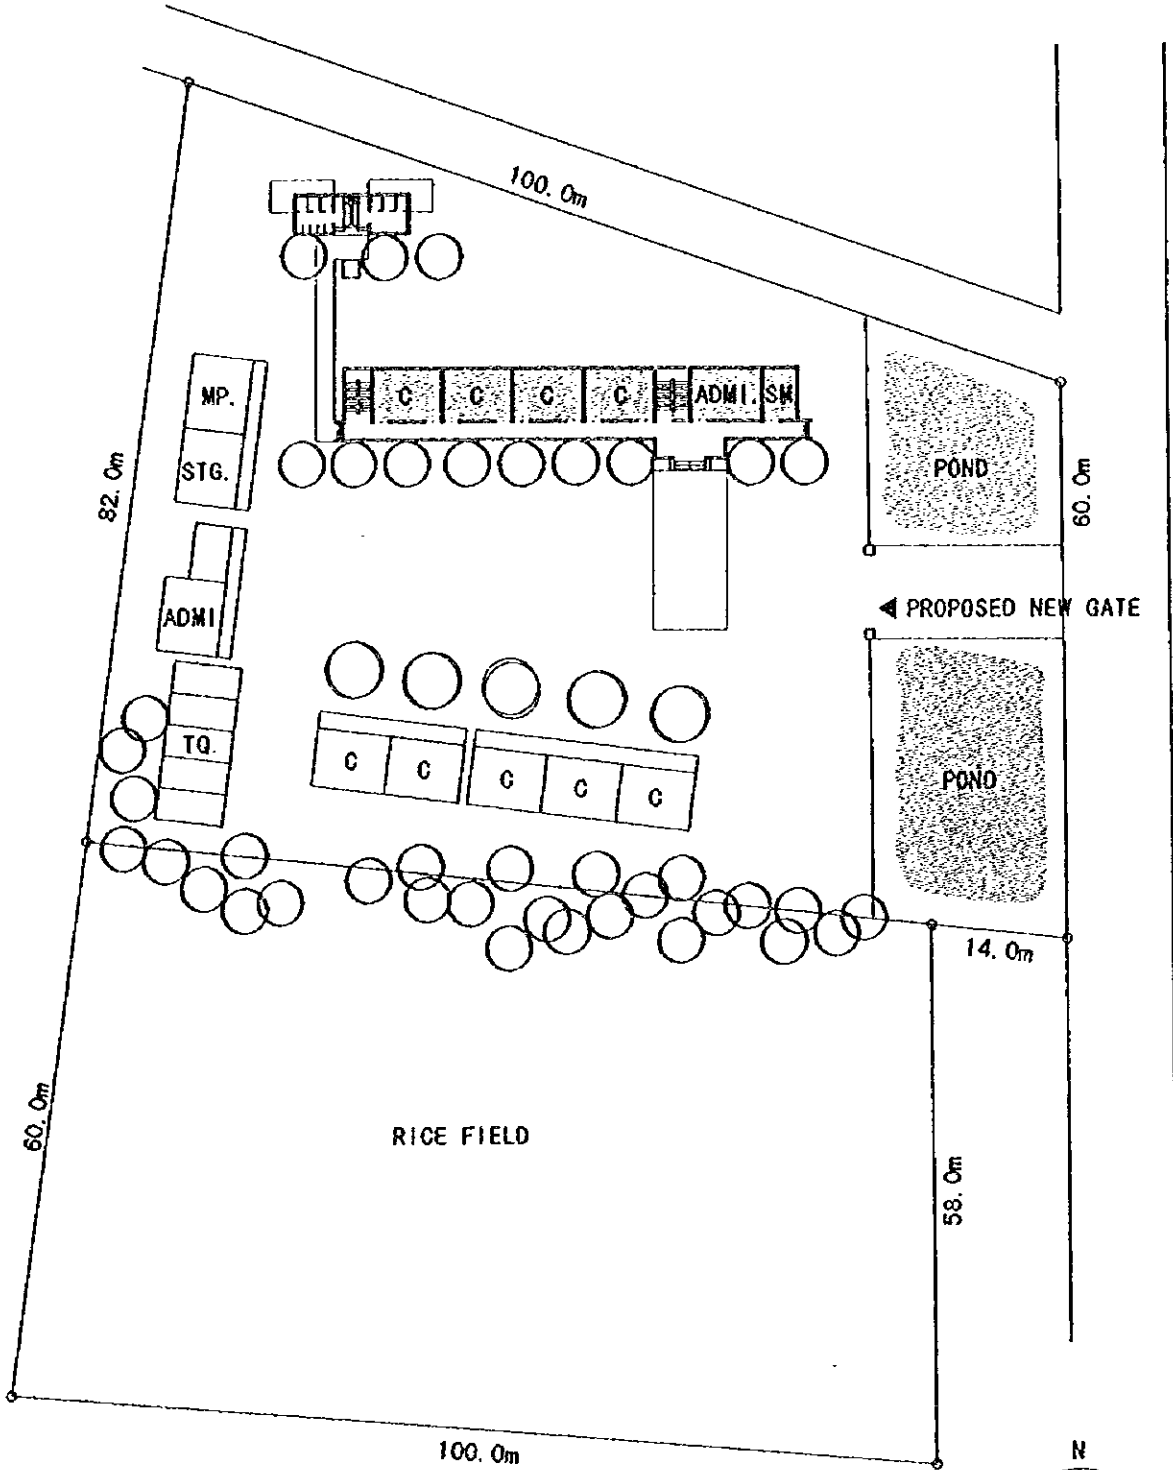 100.0m
MP.
C
C
C
C
ADMI.
SM
STG.
POND
82.0m
60.0m
ADMI
PROPOSED NEW GATE
TQ.
C
C
C
C
C
POND
14.0m
60.0m
RICE FIELD
58.0m
100.0m
N